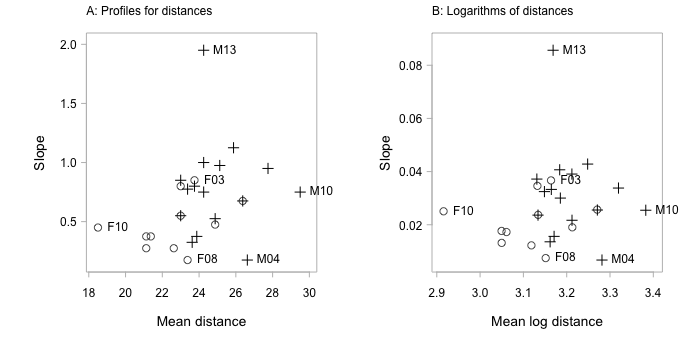 A: Profiles for distances
2.0
1.5
1.0
0.5
Slope
M13
F03
M10
F10
F08
M04
18 20 22 24 26 28 30
Mean distance
B: Logarithms of distances
0.08
0.06
0.04
0.02
Slope
M13
F03
F10
M10
F08
M04
2.9 3.0 3.1 3.2 3.3 3.4
Mean log distance